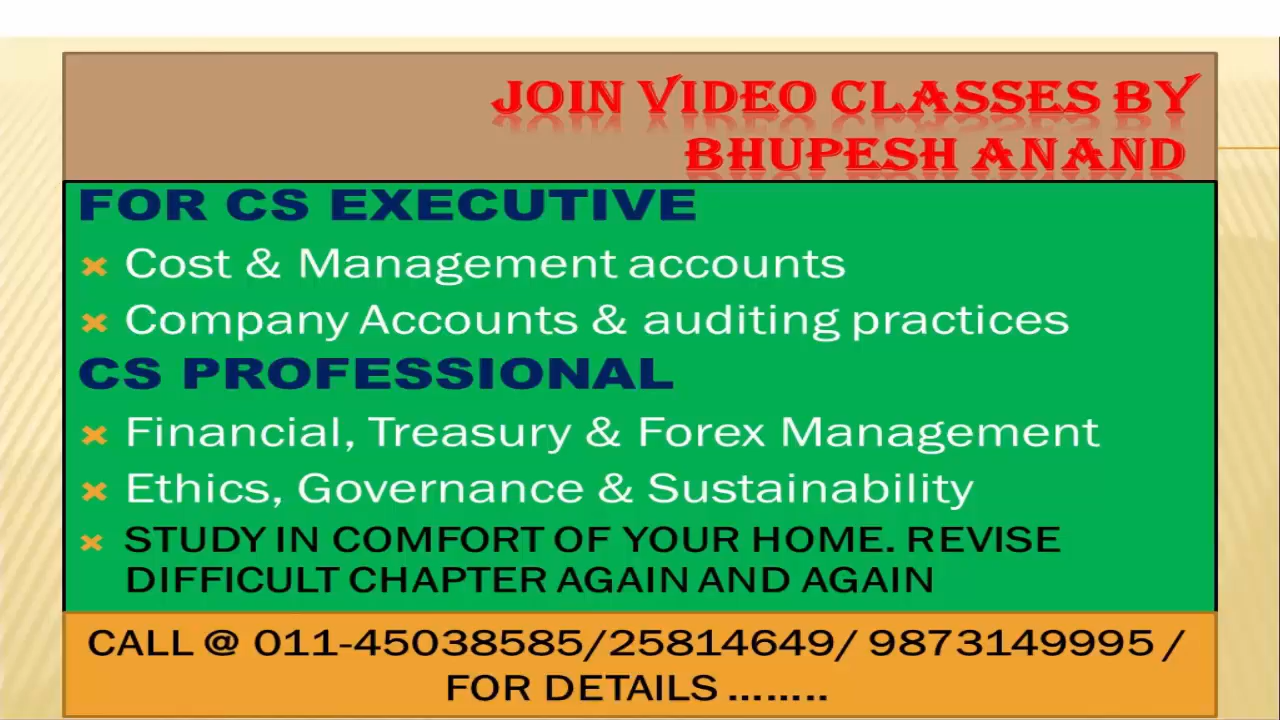 JOIN VIDEO CLASSES BY
BHUPESH ANAND
FOR CS EXECUTIVE
Cost & Management accounts
Company Accounts & auditing practices
CS PROFESSIONAL
Financial, Treasury & Forex Management
Ethics, Governance & Sustainability
STUDY IN COMFORT OF YOUR HOME. REVISE
DIFFICULT CHAPTER AGAIN AND AGAIN
CALL @ 011-45038585/25814649/ 9873149995 /
FOR DETAILS ........